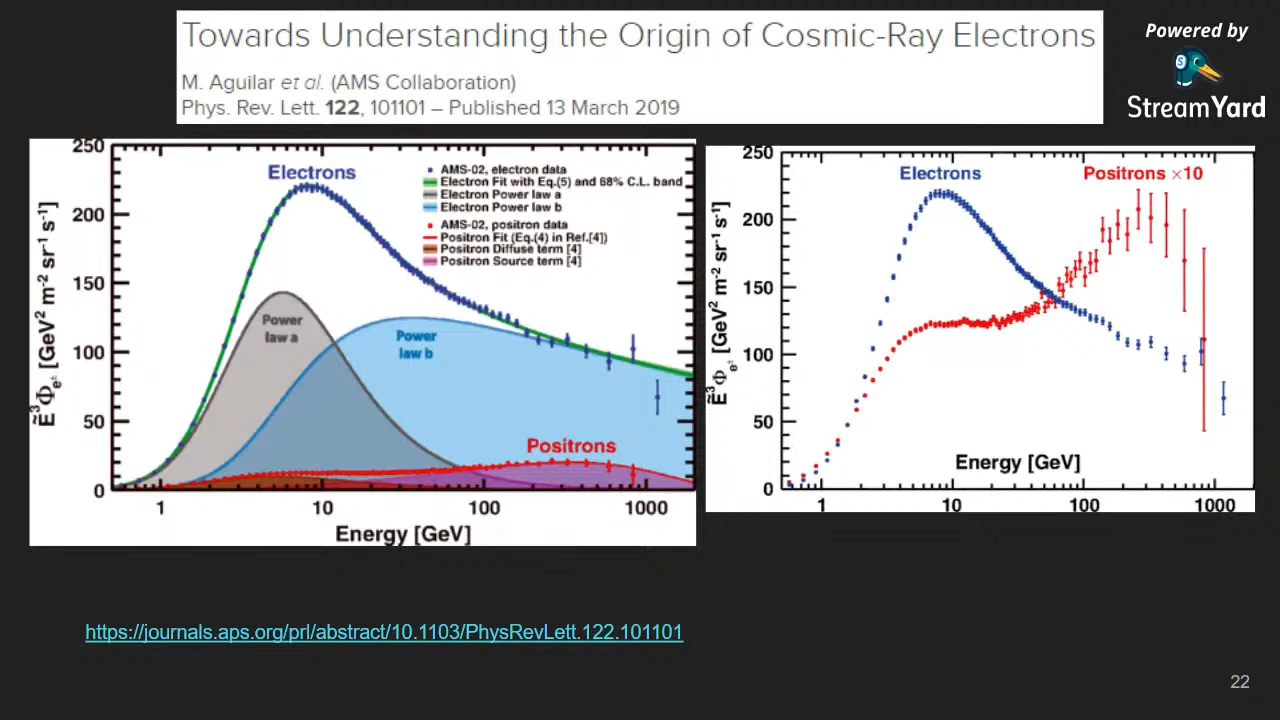 Towards Understanding the Origin of Cosmic-Ray Electrons
M. Aguilar et al. (AMS Collaboration)
Phys. Rev. Lett. 122, 101101 – Published 13 March 2019
Powered by
StreamYard
250
200
150
100
50
0
Ẽ³Φe± [GeV² m⁻² sr⁻¹ s⁻¹]
Electrons
AMS-02, electron data
Electron Fit with Eq.(5) and 68% C.L. band
Electron Power law a
Electron Power law b
AMS-02, positron data
Positron Fit (Eq.(4) in Ref.[4])
Positron Diffuse term [4]
Positron Source term [4]
Power
law a
Power
law b
Positrons
1 10 100 1000
Energy [GeV]
250
200
150
100
50
0
Ẽ³Φe± [GeV² m⁻² sr⁻¹ s⁻¹]
Electrons
Positrons ×10
Energy [GeV]
1 10 100 1000
https://journals.aps.org/prl/abstract/10.1103/PhysRevLett.122.101101
22